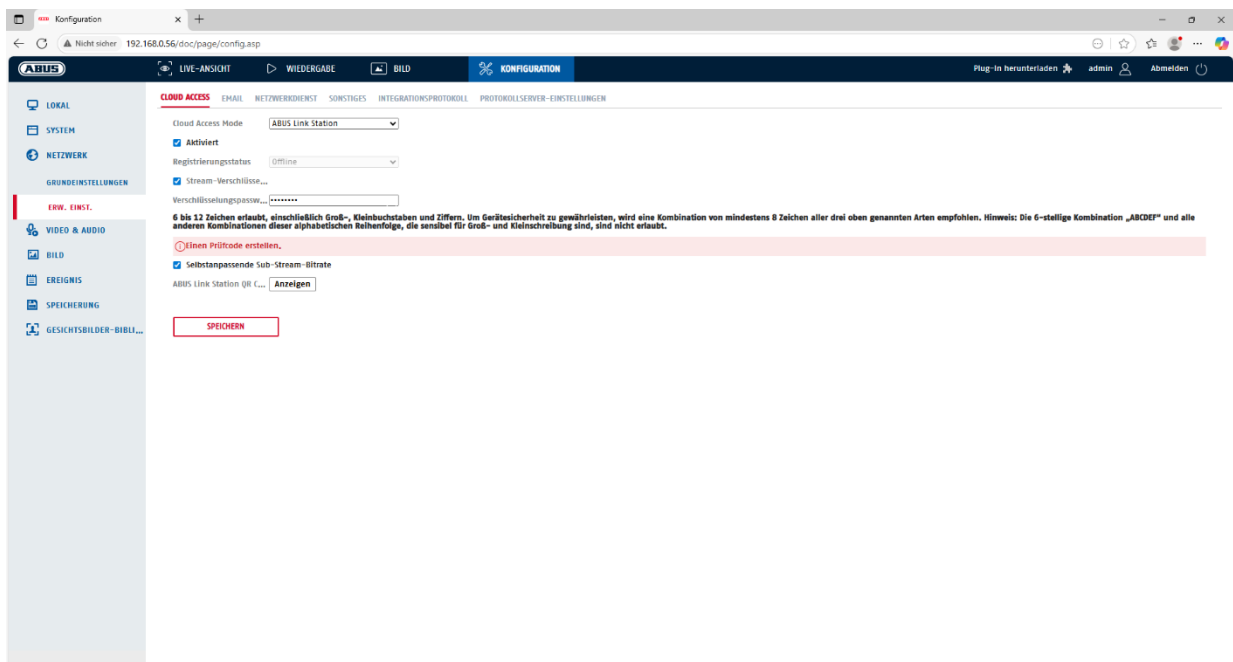 Konfiguration
Nicht sicher 192.168.0.56/doc/page/config.asp
ABUS LIVE-ANSICHT WIEDERGABE BILD KONFIGURATION Plug-In herunterladen admin Abmelden
LOKAL
SYSTEM
NETZWERK
GRUNDEINSTELLUNGEN
ERW. EINST.
VIDEO & AUDIO
BILD
EREIGNIS
SPEICHERUNG
GESICHTSBILDER-BIBLI...
CLOUD ACCESS EMAIL NETZWERKDIENST SONSTIGES INTEGRATIONSPROTOKOLL PROTOKOLLSERVER-EINSTELLUNGEN
Cloud Access Mode ABUS Link Station
Aktiviert
Registrierungsstatus Offline
Stream-Verschlüsse...
Verschlüsselungspassw... ••••••••
6 bis 12 Zeichen erlaubt, einschließlich Groß-, Kleinbuchstaben und Ziffern. Um Gerätesicherheit zu gewährleisten, wird eine Kombination von mindestens 8 Zeichen aller drei oben genannten Arten empfohlen. Hinweis: Die 6-stellige Kombination „ABCDEF" und alle
anderen Kombinationen dieser alphabetischen Reihenfolge, die sensibel für Groß- und Kleinschreibung sind, sind nicht erlaubt.
Einen Prüfcode erstellen.
Selbstanpassende Sub-Stream-Bitrate
ABUS Link Station QR C... Anzeigen
SPEICHERN